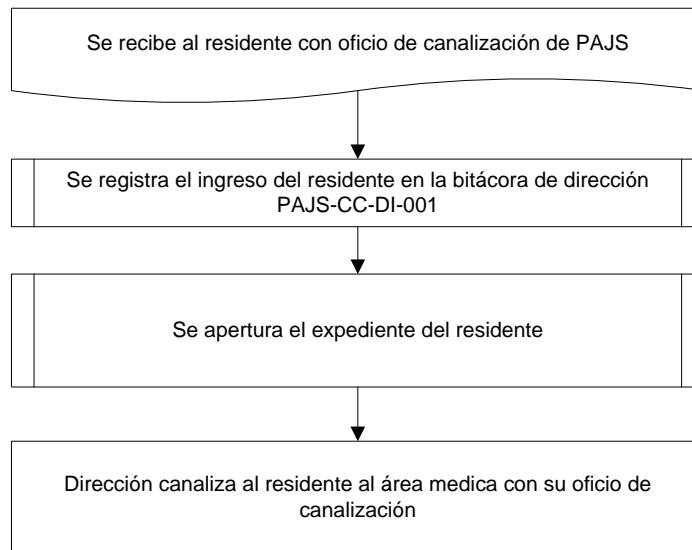 Se recibe al residente con oficio de canalización de PAJS
Se registra el ingreso del residente en la bitácora de dirección
PAJS-CC-DI-001
Se apertura el expediente del residente
Dirección canaliza al residente al área medica con su oficio de
canalización